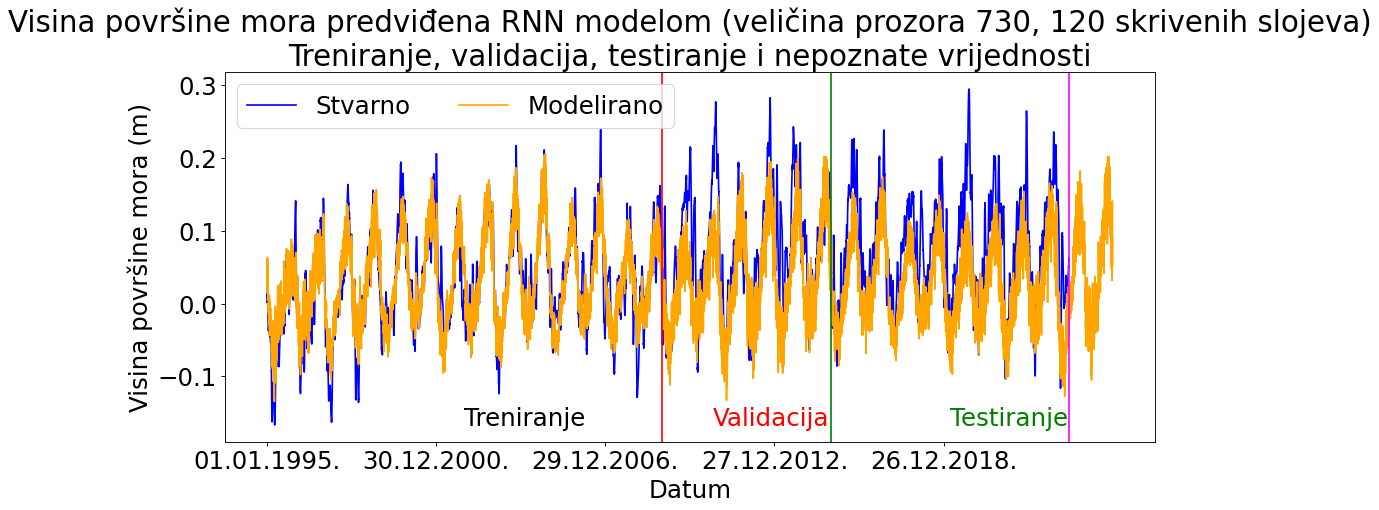 Visina površine mora predviđena RNN modelom (veličina prozora 730, 120 skrivenih slojeva)
Treniranje, validacija, testiranje i nepoznate vrijednosti
Stvarno Modelirano
Visina površine mora (m)
0.3
0.2
0.1
0.0
−0.1
Treniranje Validacija Testiranje
01.01.1995. 30.12.2000. 29.12.2006. 27.12.2012. 26.12.2018.
Datum